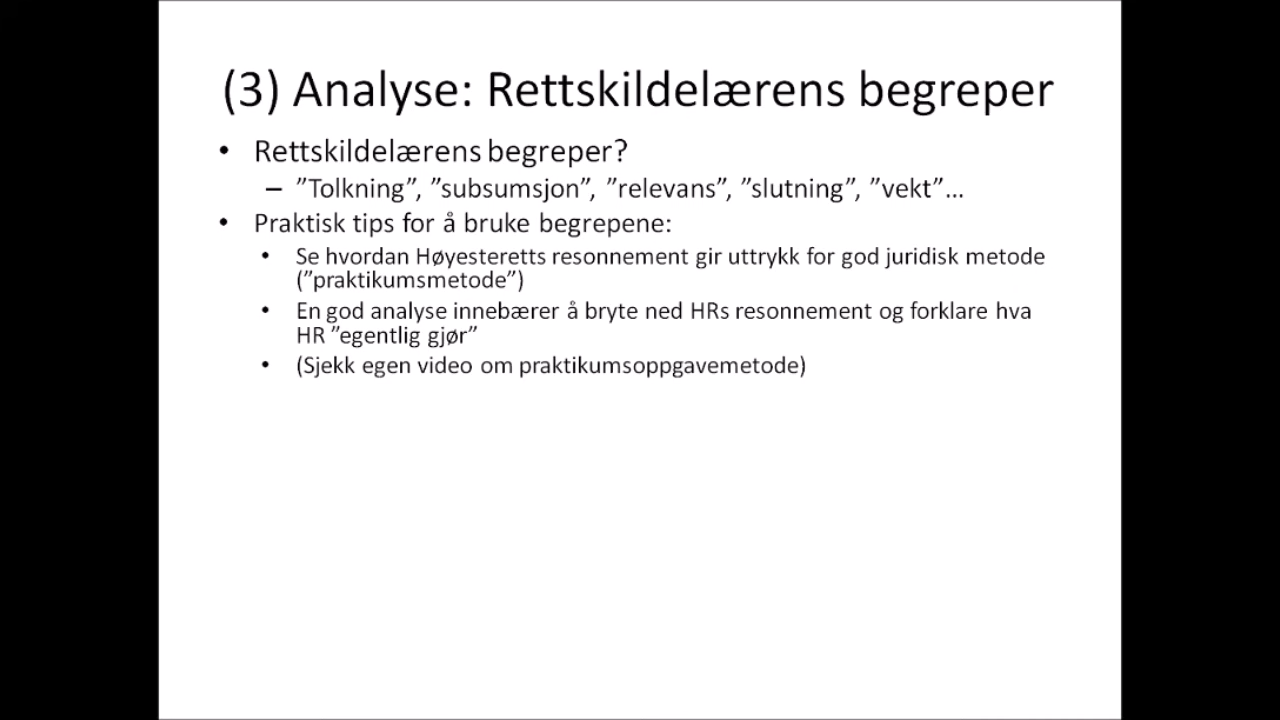 (3) Analyse: Rettskildelærens begreper
• Rettskildelærens begreper?
– ”Tolkning”, ”subsumsjon”, ”relevans”, ”slutning”, ”vekt”…
• Praktisk tips for å bruke begrepene:
• Se hvordan Høyesteretts resonnement gir uttrykk for god juridisk metode
(”praktikumsmetode”)
• En god analyse innebærer å bryte ned HRs resonnement og forklare hva
HR ”egentlig gjør”
• (Sjekk egen video om praktikumsoppgavemetode)